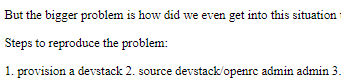 But the bigger problem is how did we even get into this situation
Steps to reproduce the problem:
1. provision a devstack 2. source devstack/openrc admin admin 3.